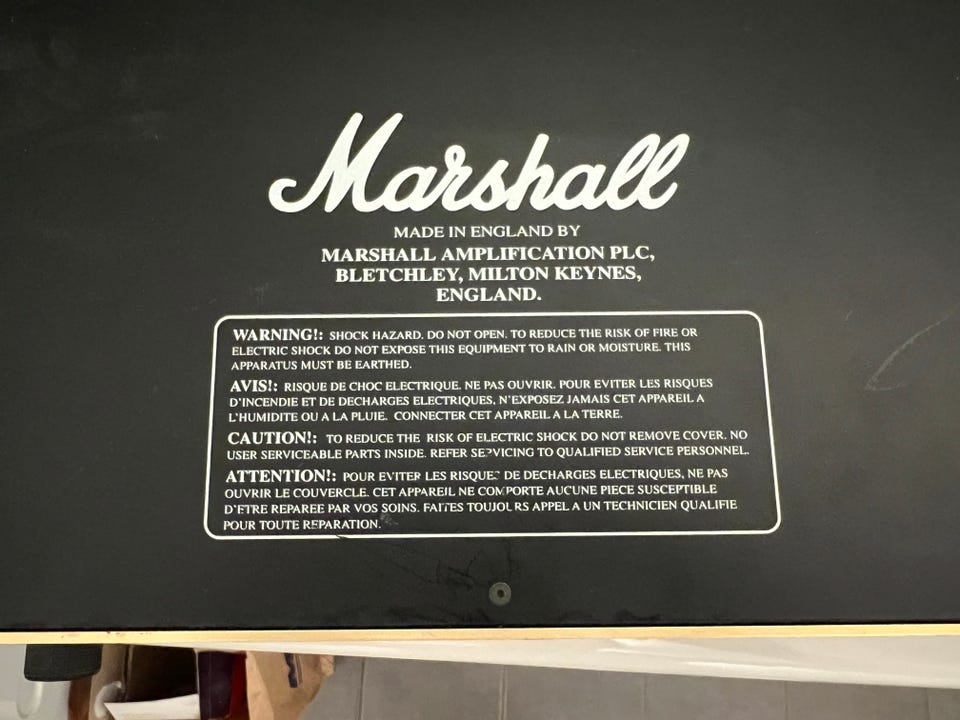 Marshall
MADE IN ENGLAND BY
MARSHALL AMPLIFICATION PLC,
BLETCHLEY, MILTON KEYNES,
ENGLAND.
WARNING!: SHOCK HAZARD. DO NOT OPEN. TO REDUCE THE RISK OF FIRE OR
ELECTRIC SHOCK DO NOT EXPOSE THIS EQUIPMENT TO RAIN OR MOISTURE. THIS
APPARATUS MUST BE EARTHED.
AVIS!: RISQUE DE CHOC ELECTRIQUE. NE PAS OUVRIR. POUR EVITER LES RISQUES
D'INCENDIE ET DE DECHARGES ELECTRIQUES, N'EXPOSEZ JAMAIS CET APPAREIL A
L'HUMIDITE OU A LA PLUIE. CONNECTER CET APPAREIL A LA TERRE.
CAUTION!: TO REDUCE THE RISK OF ELECTRIC SHOCK DO NOT REMOVE COVER. NO
USER SERVICEABLE PARTS INSIDE. REFER SERVICING TO QUALIFIED SERVICE PERSONNEL.
ATTENTION!: POUR EVITER LES RISQUES DE DECHARGES ELECTRIQUES, NE PAS
OUVRIR LE COUVERCLE. CET APPAREIL NE COMPORTE AUCUNE PIECE SUSCEPTIBLE
D'ETRE REPAREE PAR VOS SOINS. FAITES TOUJOURS APPEL A UN TECHNICIEN QUALIFIE
POUR TOUTE REPARATION.